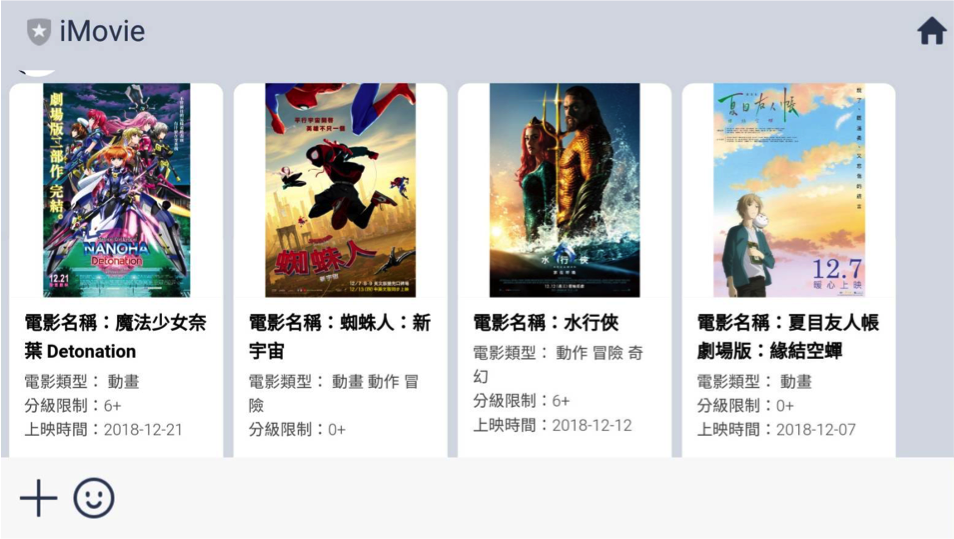 iMovie
劇場版三部作 完結。
NANOHA
Detonation
12.21
平行宇宙開啓
英雄不只一個
蜘蛛人
新宇宙
水行俠
夏目友人帳
12.7
暖心上映
電影名稱：魔法少女奈
葉 Detonation
電影類型： 動畫
分級限制：6+
上映時間：2018-12-21
電影名稱：蜘蛛人：新
宇宙
電影類型： 動畫 動作 冒
險
分級限制：0+
電影名稱：水行俠
電影類型： 動作 冒險 奇
幻
分級限制：6+
上映時間：2018-12-12
電影名稱：夏目友人帳
劇場版：緣結空蟬
電影類型： 動畫
分級限制：0+
上映時間：2018-12-07